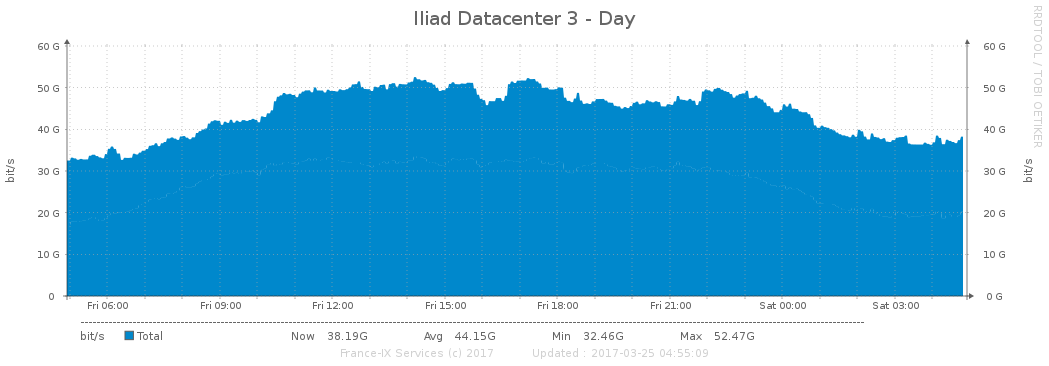 Iliad Datacenter 3 - Day
RRDTOOL / TOBI OETIKER
60 G 60 G
50 G 50 G
40 G 40 G
30 G 30 G
20 G 20 G
10 G 10 G
0 0 G
bit/s bit/s
Fri 06:00 Fri 09:00 Fri 12:00 Fri 15:00 Fri 18:00 Fri 21:00 Sat 00:00 Sat 03:00
bit/s Total Now 38.19G Avg 44.15G Min 32.46G Max 52.47G
France-IX Services (c) 2017 Updated : 2017-03-25 04:55:09